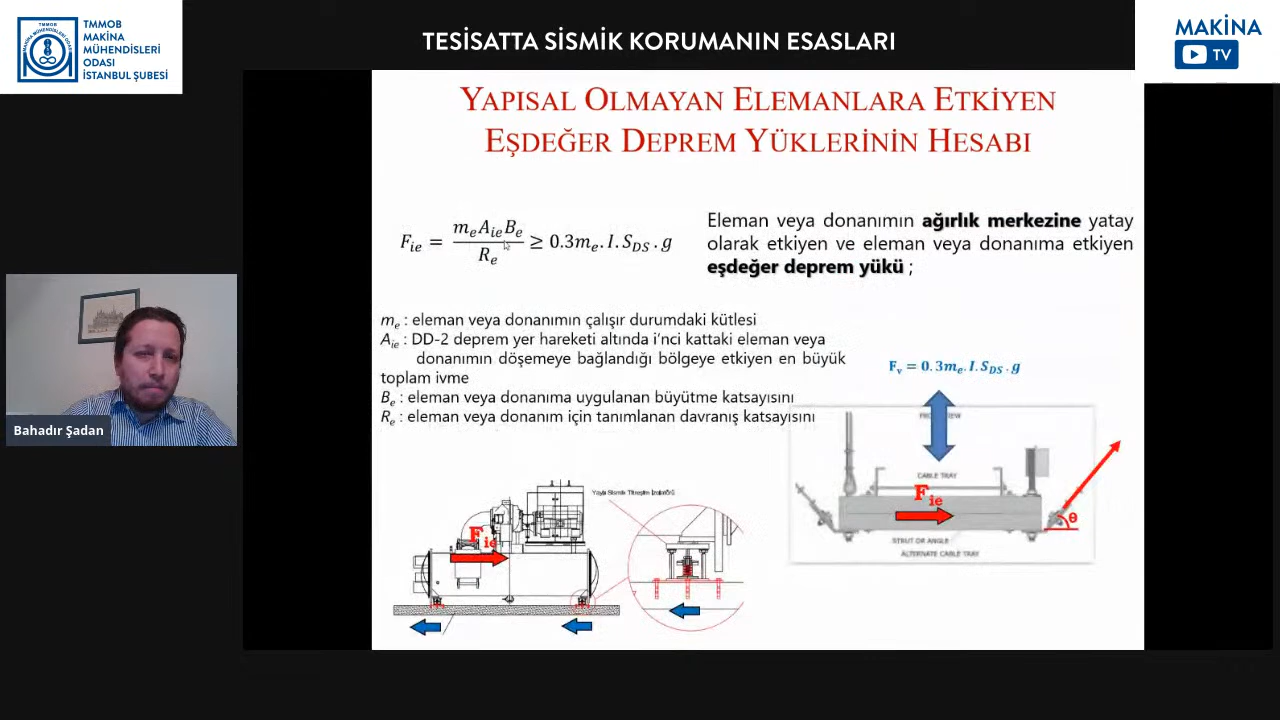 TMMOB
MAKİNA
MÜHENDİSLERİ
ODASI
İSTANBUL ŞUBESİ
TESİSATTA SİSMİK KORUMANIN ESASLARI
MAKİNA
TV
YAPISAL OLMAYAN ELEMANLARA ETKİYEN
EŞDEĞER DEPREM YÜKLERİNİN HESABI
F_ie = m_e A_ie B_e / R_e ≥ 0.3m_e.I.S_DS.g
Eleman veya donanımın ağırlık merkezine yatay
olarak etkiyen ve eleman veya donanıma etkiyen
eşdeğer deprem yükü ;
m_e : eleman veya donanımın çalışır durumdaki kütlesi
A_ie : DD-2 deprem yer hareketi altında i'nci kattaki eleman veya
donanımın döşemeye bağlandığı bölgeye etkiyen en büyük
toplam ivme
B_e : eleman veya donanıma uygulanan büyütme katsayısını
R_e : eleman veya donanım için tanımlanan davranış katsayısını
F_v = 0.3m_e.I.S_DS.g
CABLE TRAY
F_ie
θ
STRUT OR ANGLE
ALTERNATE CABLE TRAY
Yaylı Sismik Titreşim İzolatörü
F_ie
Bahadır Şadan